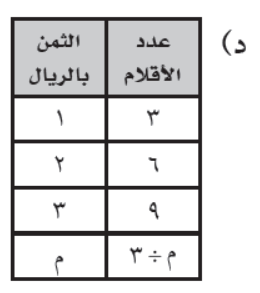 د) عدد الثمن
الأقلام بالريال
٣ ١
٦ ٢
٩ ٣
م ÷ ٣ م